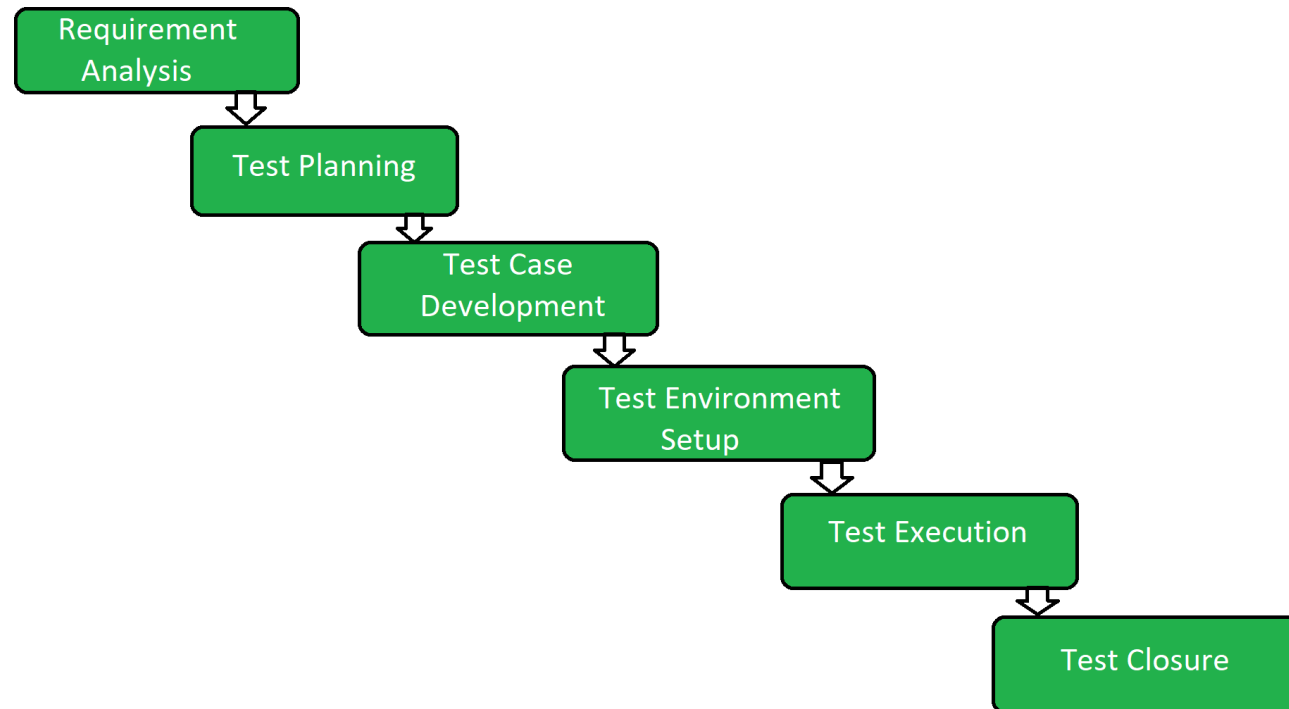 Requirement
Analysis
Test Planning
Test Case
Development
Test Environment
Setup
Test Execution
Test Closure